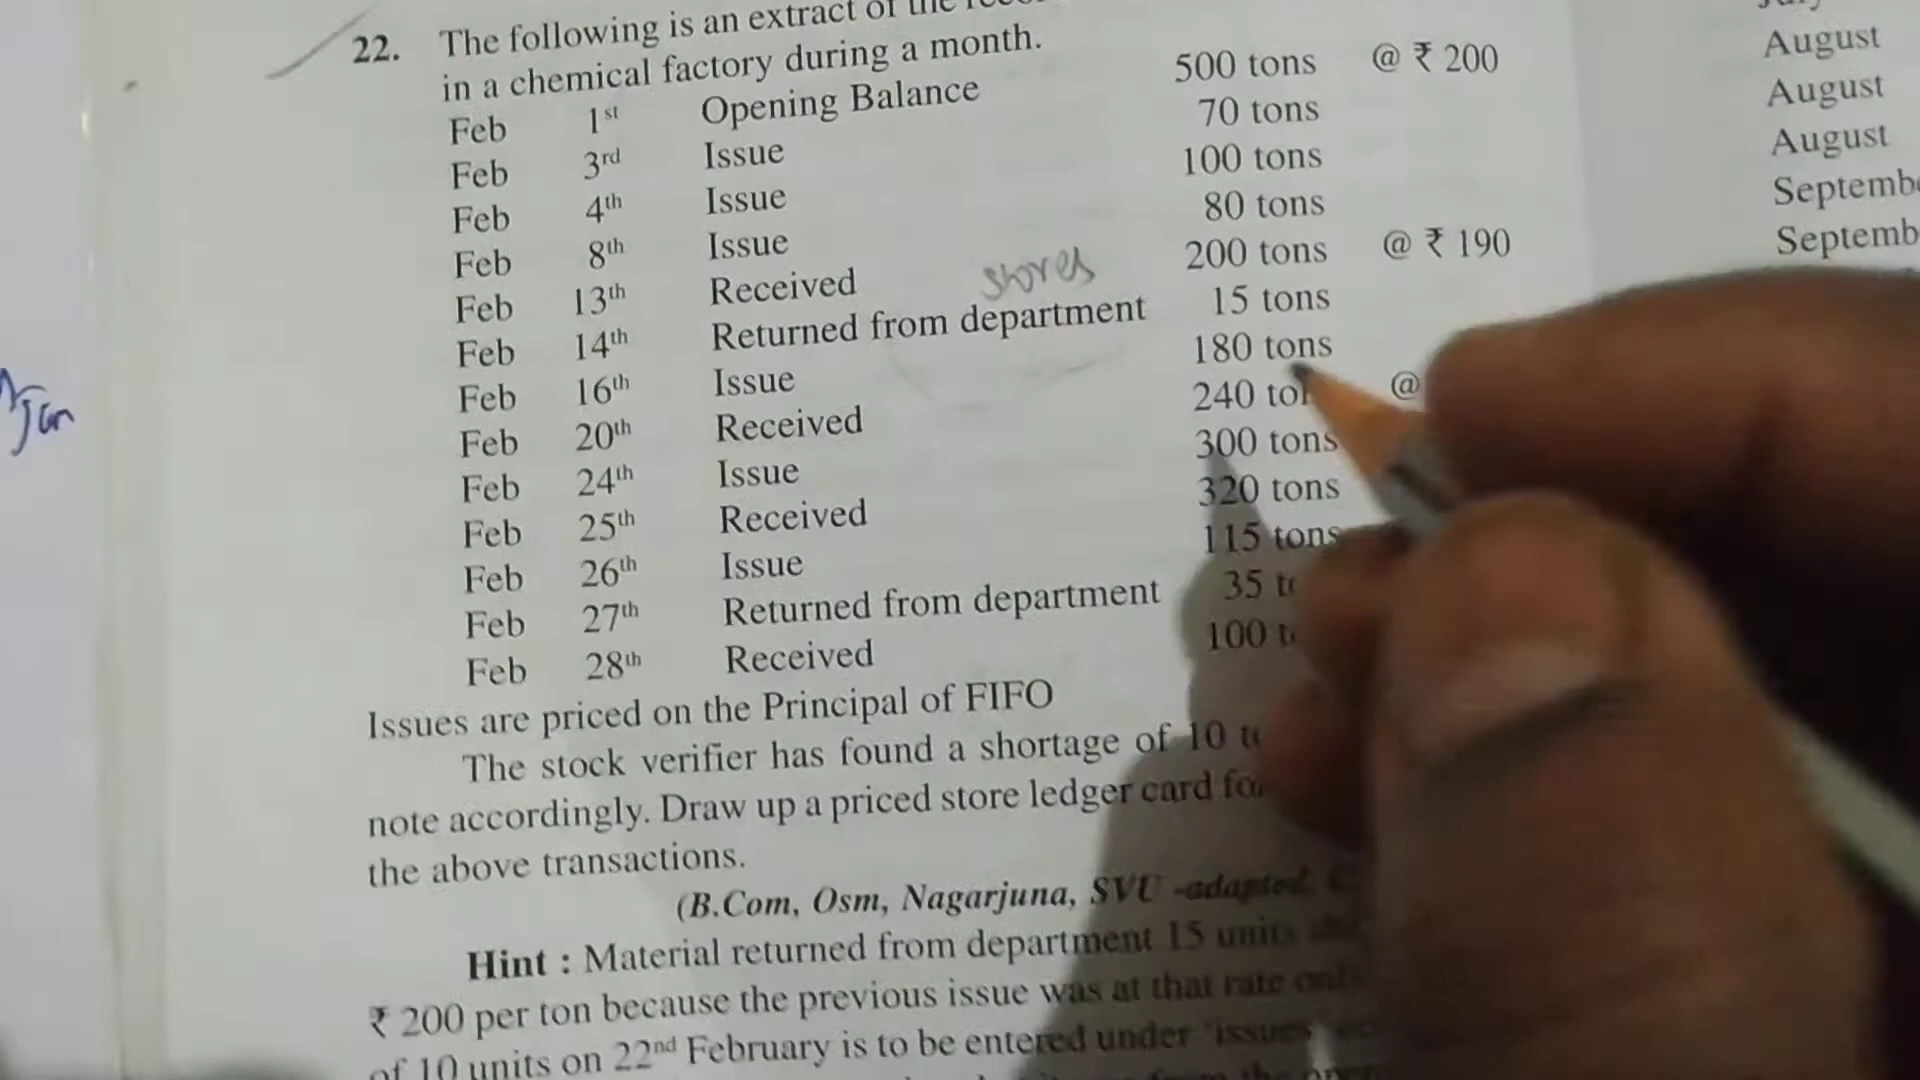 22. The following is an extract of the
in a chemical factory during a month.
Feb 1st Opening Balance 500 tons @ ₹ 200
Feb 3rd Issue 70 tons
Feb 4th Issue 100 tons
Feb 8th Issue 80 tons
Feb 13th Received 200 tons @ ₹ 190
stores
Feb 14th Returned from department 15 tons
Feb 16th Issue 180 tons
Feb 20th Received 240 @
Feb 24th Issue 300 tons
Feb 25th Received 320 tons
Feb 26th Issue 115 tons
Feb 27th Returned from department 35
Feb 28th Received 100
Issues are priced on the Principal of FIFO
The stock verifier has found a shortage of 10
note accordingly. Draw up a priced store ledger card
the above transactions.
(B.Com, Osm, Nagarjuna, SVU -adapted,
Hint : Material returned from department 15 units
₹ 200 per ton because the previous issue was at that rate
of 10 units on 22nd February is to be entered under 'issues'
August
August
August